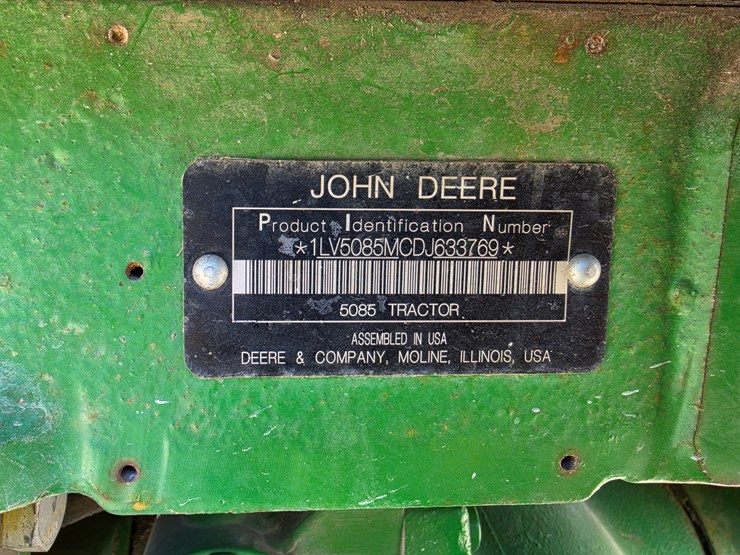 JOHN DEERE
Product Identification Number
*1LV5085MCDJ633769*
5085 TRACTOR
ASSEMBLED IN USA
DEERE & COMPANY, MOLINE, ILLINOIS, USA